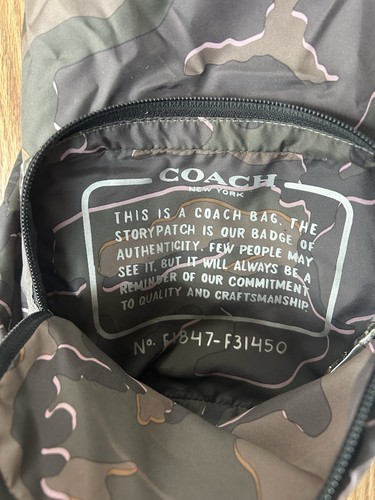 COACH
NEW YORK
THIS IS A COACH BAG. THE
STORYPATCH IS OUR BADGE OF
AUTHENTICITY. FEW PEOPLE MAY
SEE IT, BUT IT WILL ALWAYS BE A
REMINDER OF OUR COMMITMENT
TO QUALITY AND CRAFTSMANSHIP.
No. F1847-F31450